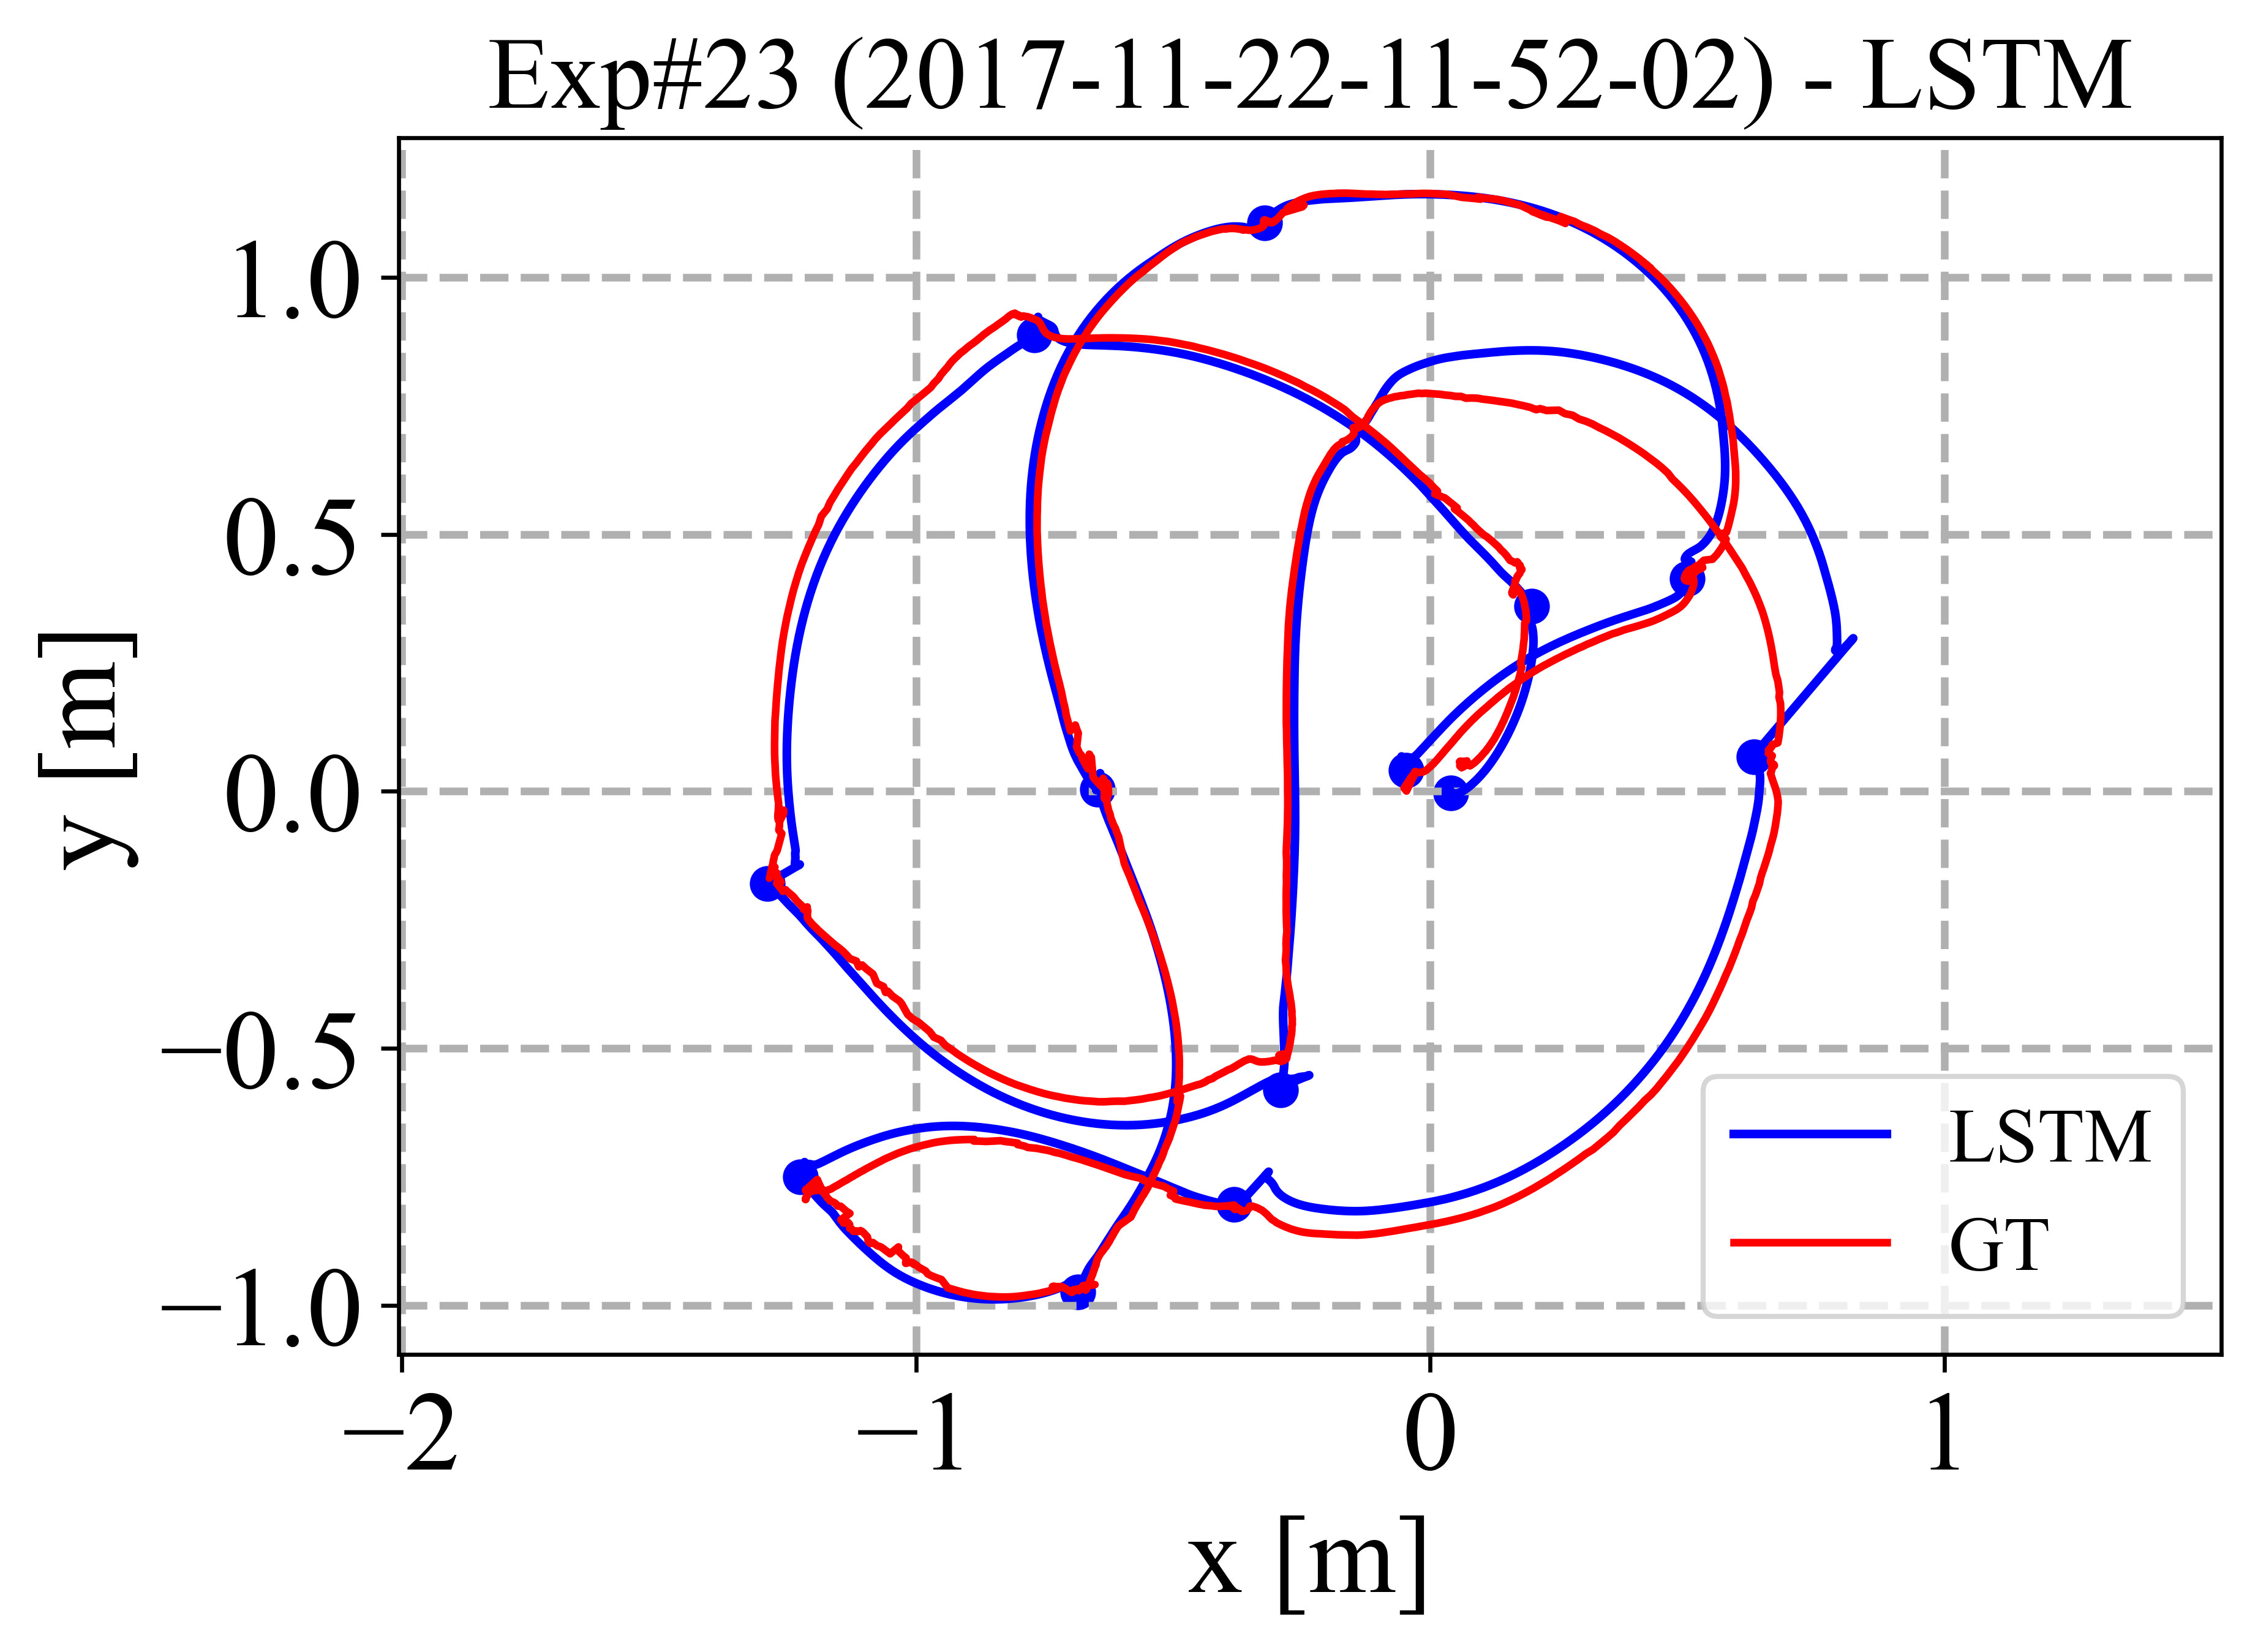 Exp#23 (2017-11-22-11-52-02) - LSTM
y [m]
1.0
0.5
0.0
−0.5
−1.0
LSTM
GT
−2 −1 0 1
x [m]